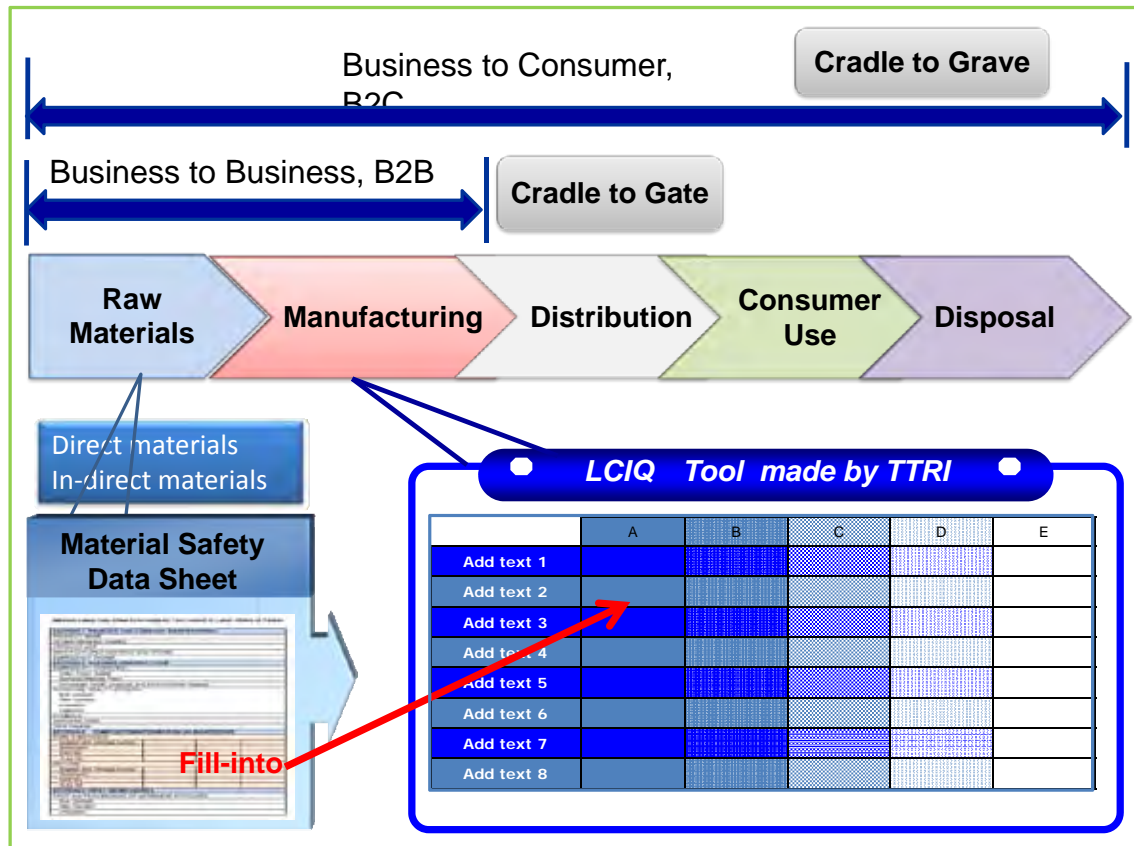 Business to Consumer,
B2C
Cradle to Grave
Business to Business, B2B
Cradle to Gate
Raw
Materials
Manufacturing
Distribution
Consumer
Use
Disposal
Direct materials
In-direct materials
Material Safety
Data Sheet
Fill-into
LCIQ Tool made by TTRI
A B C D E
Add text 1
Add text 2
Add text 3
Add text 4
Add text 5
Add text 6
Add text 7
Add text 8